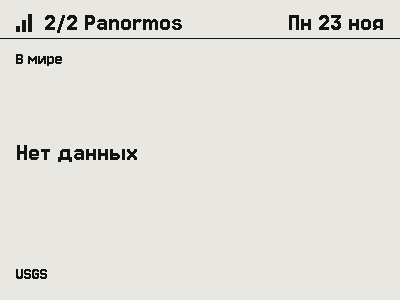 2/2 Panormos Пн 23 ноя
В мире
Нет данных
USGS